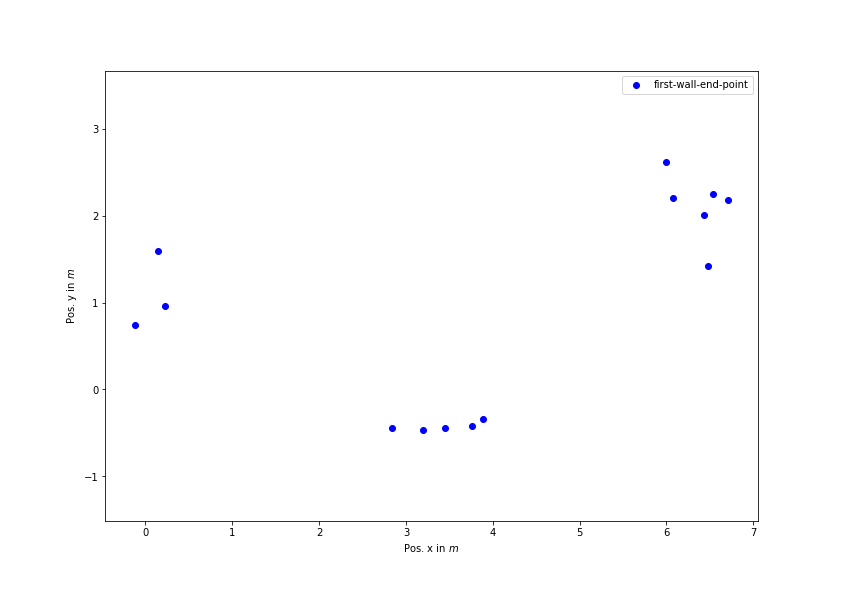 first-wall-end-point
3
2
1
0
−1
Pos. y in m
0 1 2 3 4 5 6 7
Pos. x in m